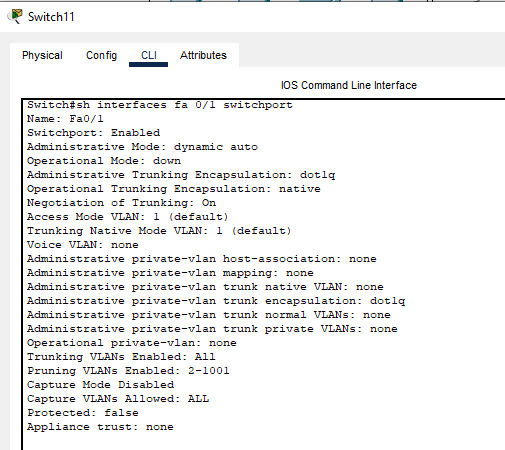 Switch11
Physical Config CLI Attributes
IOS Command Line Interface
Switch#sh interfaces fa 0/1 switchport
Name: Fa0/1
Switchport: Enabled
Administrative Mode: dynamic auto
Operational Mode: down
Administrative Trunking Encapsulation: dot1q
Operational Trunking Encapsulation: native
Negotiation of Trunking: On
Access Mode VLAN: 1 (default)
Trunking Native Mode VLAN: 1 (default)
Voice VLAN: none
Administrative private-vlan host-association: none
Administrative private-vlan mapping: none
Administrative private-vlan trunk native VLAN: none
Administrative private-vlan trunk encapsulation: dot1q
Administrative private-vlan trunk normal VLANs: none
Administrative private-vlan trunk private VLANs: none
Operational private-vlan: none
Trunking VLANs Enabled: All
Pruning VLANs Enabled: 2-1001
Capture Mode Disabled
Capture VLANs Allowed: ALL
Protected: false
Appliance trust: none